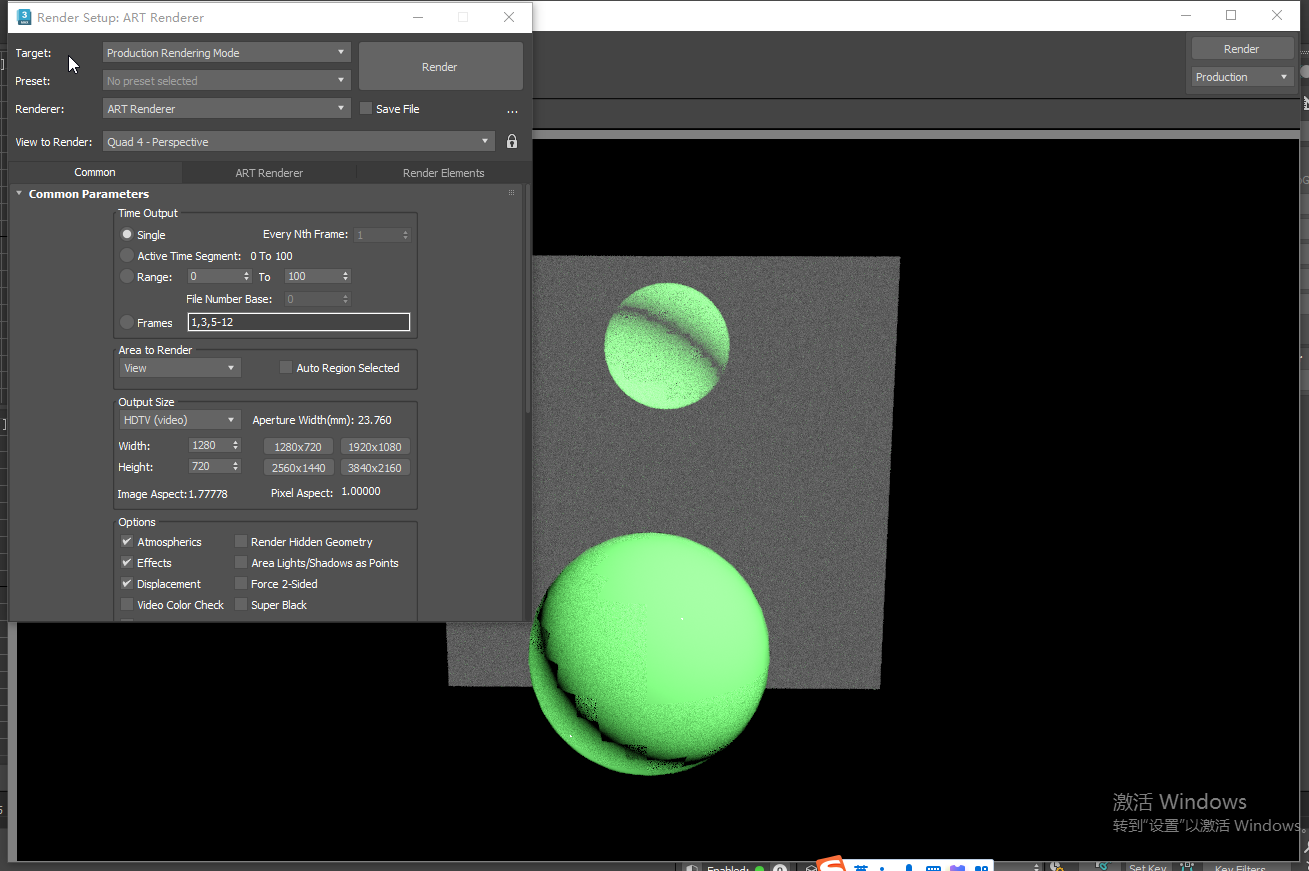 Render Setup: ART Renderer
Target: Production Rendering Mode
Render
Preset: No preset selected
Renderer: ART Renderer
Save File ...
View to Render: Quad 4 - Perspective
Common ART Renderer Render Elements
Common Parameters
Time Output
Single Every Nth Frame: 1
Active Time Segment: 0 To 100
Range: 0 To 100
File Number Base: 0
Frames 1,3,5-12
Area to Render
View Auto Region Selected
Output Size
HDTV (video) Aperture Width(mm): 23.760
Width: 1280 1280x720 1920x1080
Height: 720 2560x1440 3840x2160
Image Aspect:1.77778 Pixel Aspect: 1.00000
Options
Atmospherics Render Hidden Geometry
Effects Area Lights/Shadows as Points
Displacement Force 2-Sided
Video Color Check Super Black
Render
Production
激活 Windows
转到“设置”以激活 Windows。
Enabled: 英 Set Key Key Filters